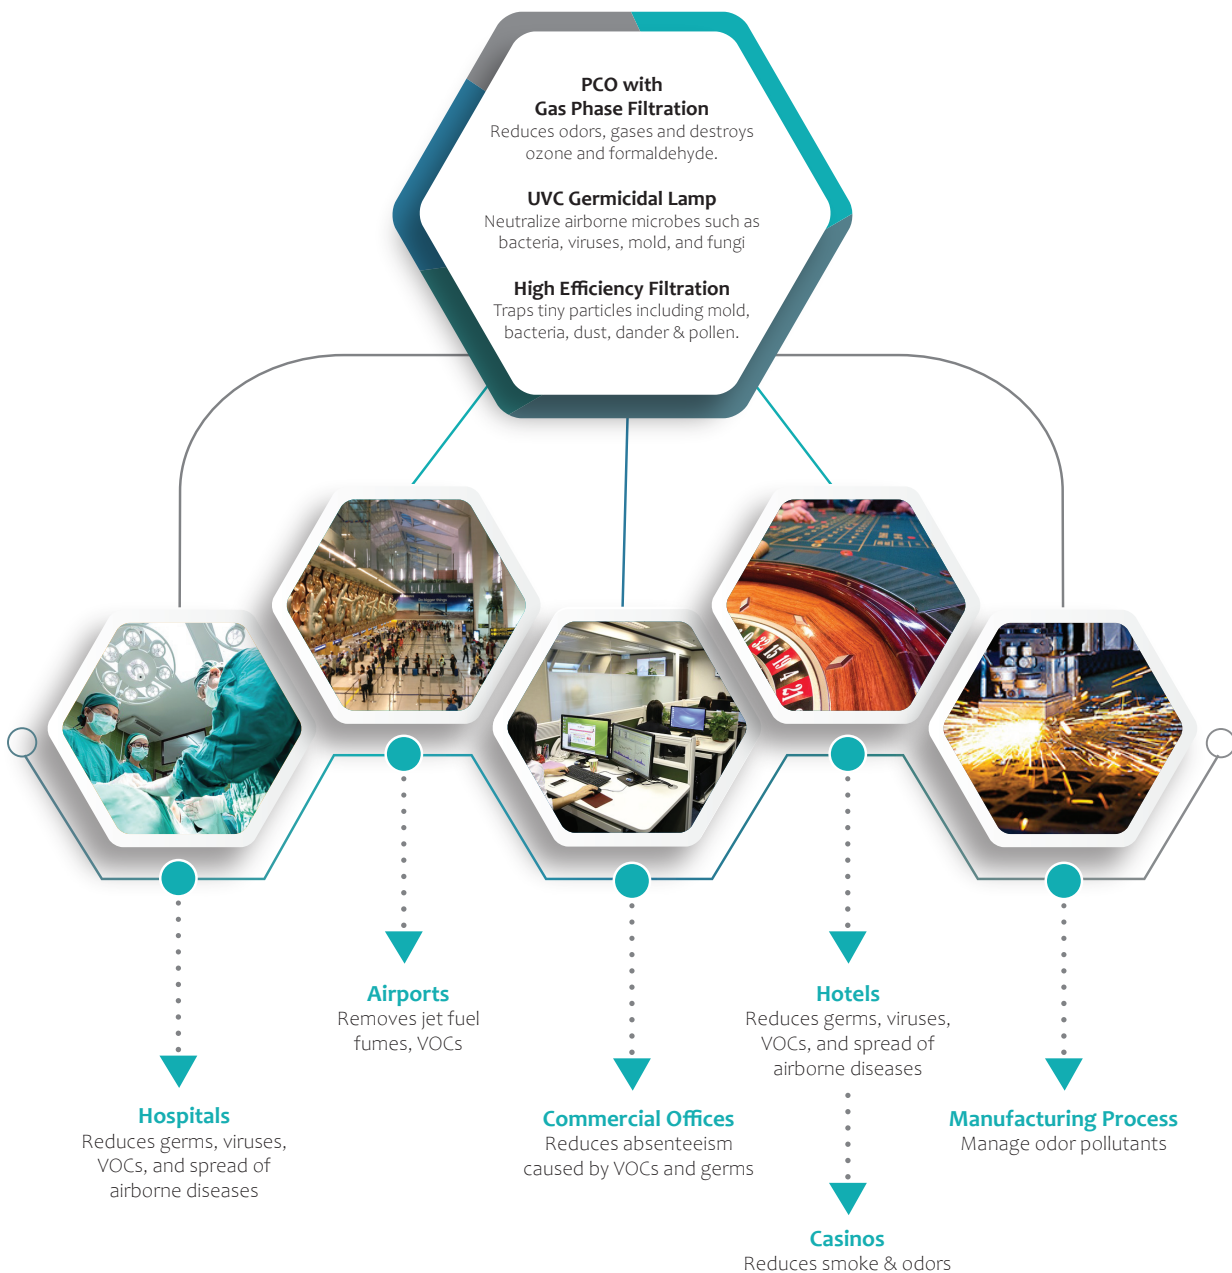 PCO with
Gas Phase Filtration
Reduces odors, gases and destroys
ozone and formaldehyde.
UVC Germicidal Lamp
Neutralize airborne microbes such as
bacteria, viruses, mold, and fungi
High Efficiency Filtration
Traps tiny particles including mold,
bacteria, dust, dander & pollen.
Airports
Removes jet fuel
fumes, VOCs
Hotels
Reduces germs, viruses,
VOCs, and spread of
airborne diseases
Hospitals
Reduces germs, viruses,
VOCs, and spread of
airborne diseases
Commercial Offices
Reduces absenteeism
caused by VOCs and germs
Manufacturing Process
Manage odor pollutants
Casinos
Reduces smoke & odors